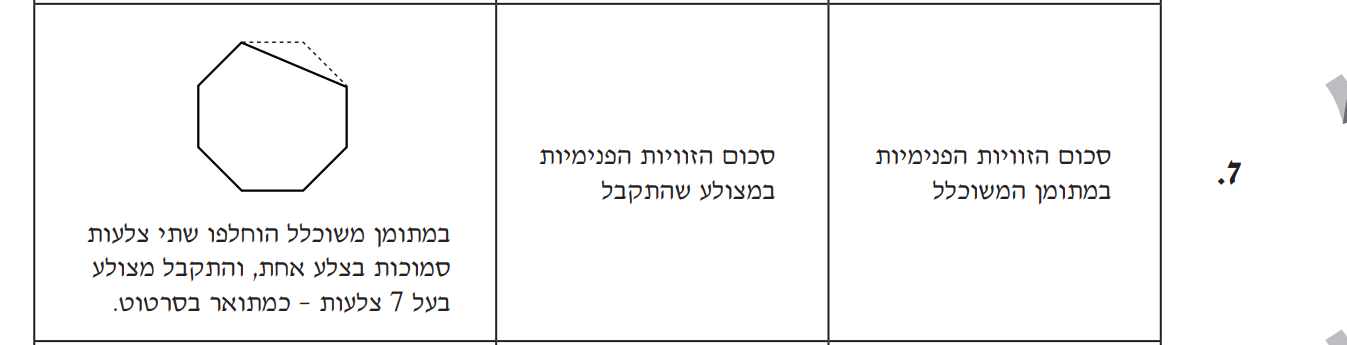 7.
סכום הזוויות הפנימיות
במתומן המשוכלל
סכום הזוויות הפנימיות
במצולע שהתקבל
במתומן משוכלל הוחלפו שתי צלעות
סמוכות בצלע אחת, והתקבל מצולע
בעל 7 צלעות – כמתואר בסרטוט.